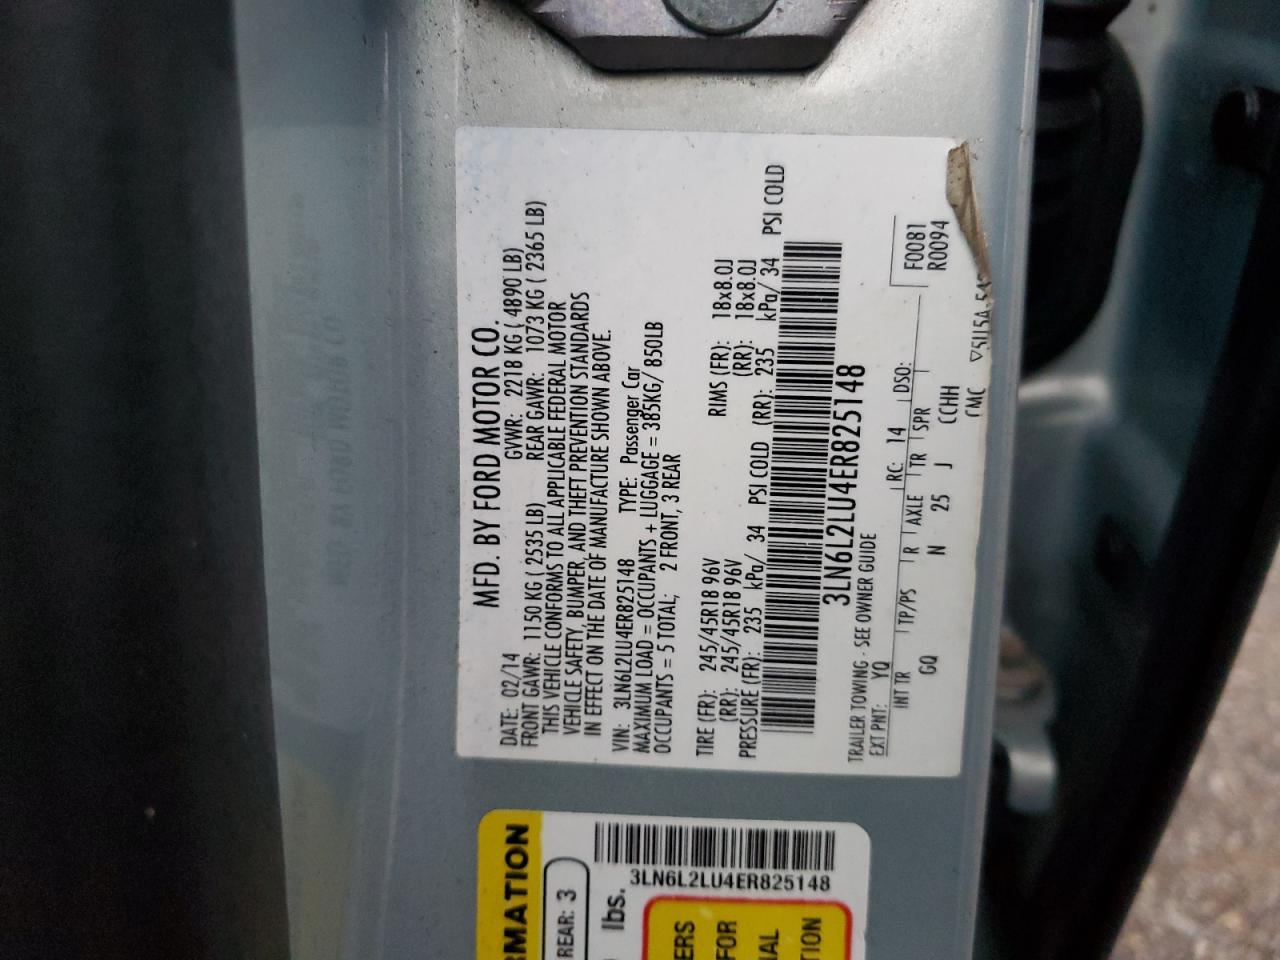 MFD. BY FORD MOTOR CO.
DATE: 02/14 GVWR: 2218 KG ( 4890 LB)
FRONT GAWR: 1150 KG ( 2535 LB) REAR GAWR: 1073 KG ( 2365 LB)
THIS VEHICLE CONFORMS TO ALL APPLICABLE FEDERAL MOTOR
VEHICLE SAFETY, BUMPER, AND THEFT PREVENTION STANDARDS
IN EFFECT ON THE DATE OF MANUFACTURE SHOWN ABOVE.
VIN: 3LN6L2LU4ER825148 TYPE: Passenger Car
MAXIMUM LOAD = OCCUPANTS + LUGGAGE = 385KG/ 850LB
OCCUPANTS = 5 TOTAL; 2 FRONT, 3 REAR
TIRE (FR): 245/45R18 96V RIMS (FR): 18x8.0J
(RR): 245/45R18 96V (RR): 18x8.0J
PRESSURE (FR): 235 kPa/ 34 PSI COLD (RR): 235 kPa/ 34 PSI COLD
3LN6L2LU4ER825148
TRAILER TOWING - SEE OWNER GUIDE
EXT PNT: YQ RC: 14 DSO: F0081
INT TR TP/PS R AXLE TR SPR R0094
GQ N 25 J CCHH
RMATION
REAR: 3
3LN6L2LU4ER825148
lbs.
ERS
FOR
TION